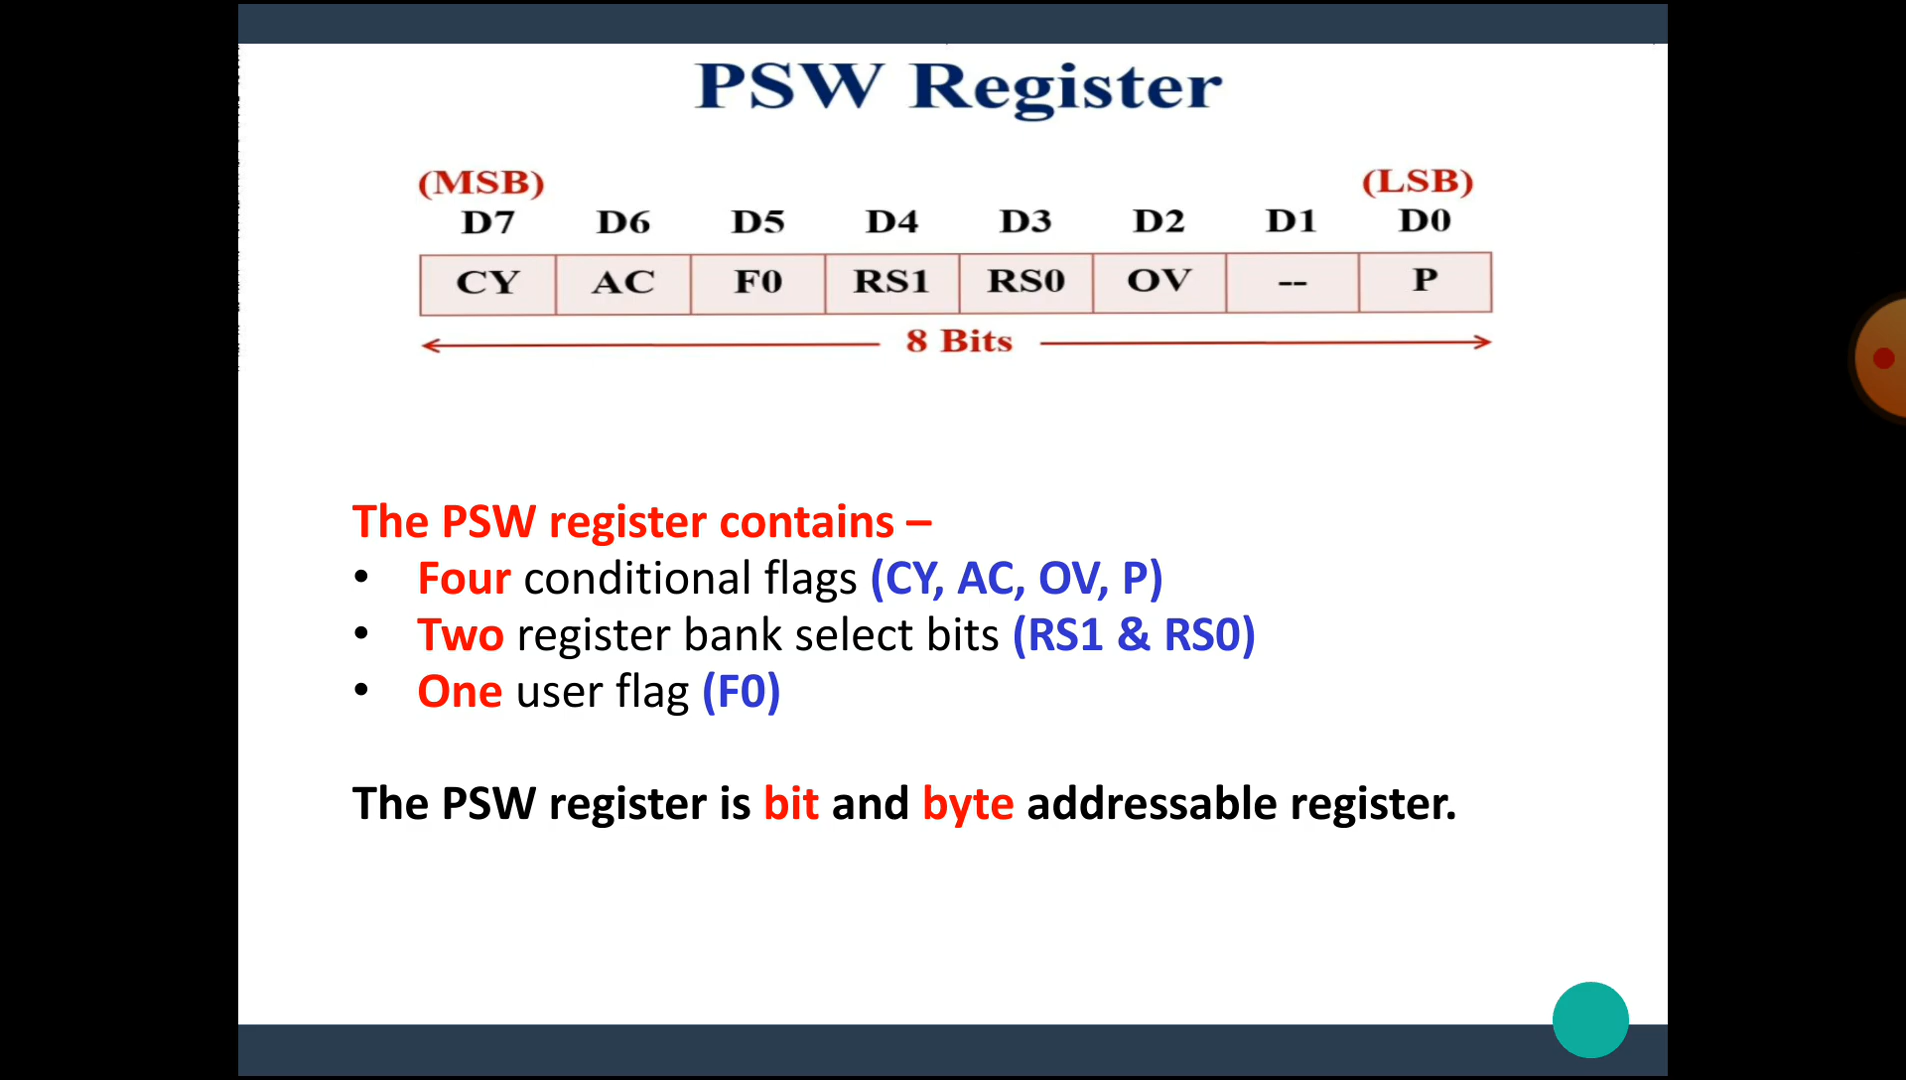 PSW Register
(MSB) (LSB)
D7 D6 D5 D4 D3 D2 D1 D0
CY AC F0 RS1 RS0 OV -- P
8 Bits
The PSW register contains –
• Four conditional flags (CY, AC, OV, P)
• Two register bank select bits (RS1 & RS0)
• One user flag (F0)
The PSW register is bit and byte addressable register.